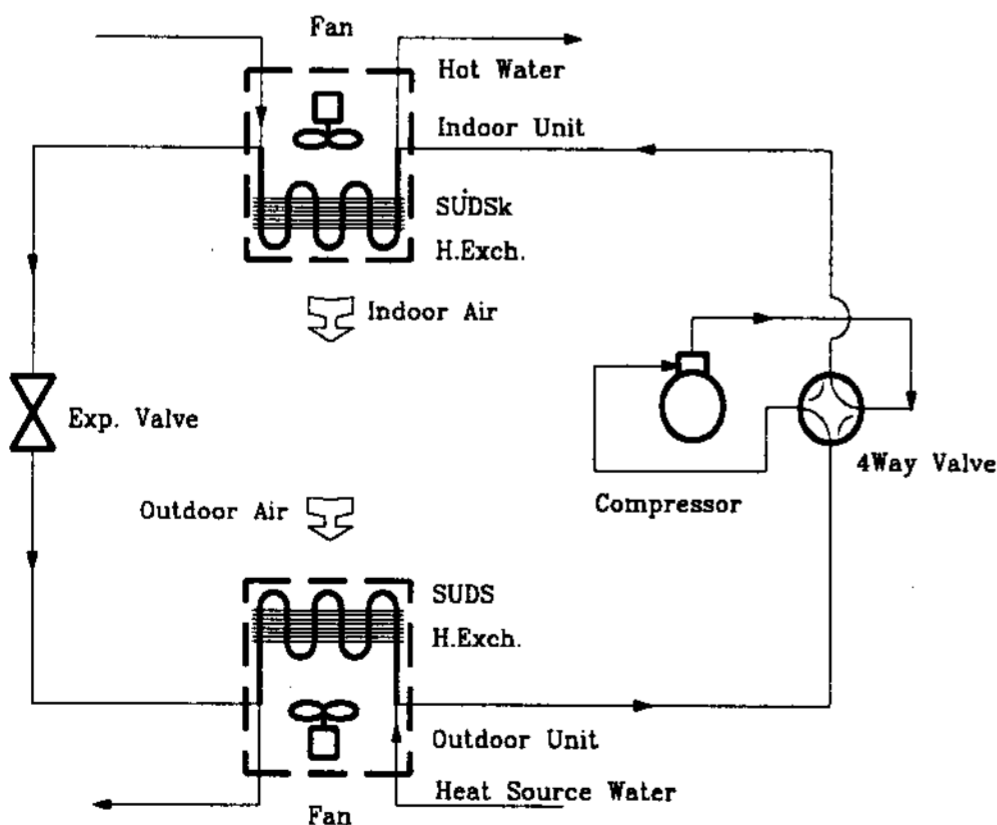 Fan
Hot Water
Indoor Unit
SUDSk
H.Exch.
Indoor Air
Exp. Valve
4Way Valve
Compressor
Outdoor Air
SUDS
H.Exch.
Outdoor Unit
Heat Source Water
Fan